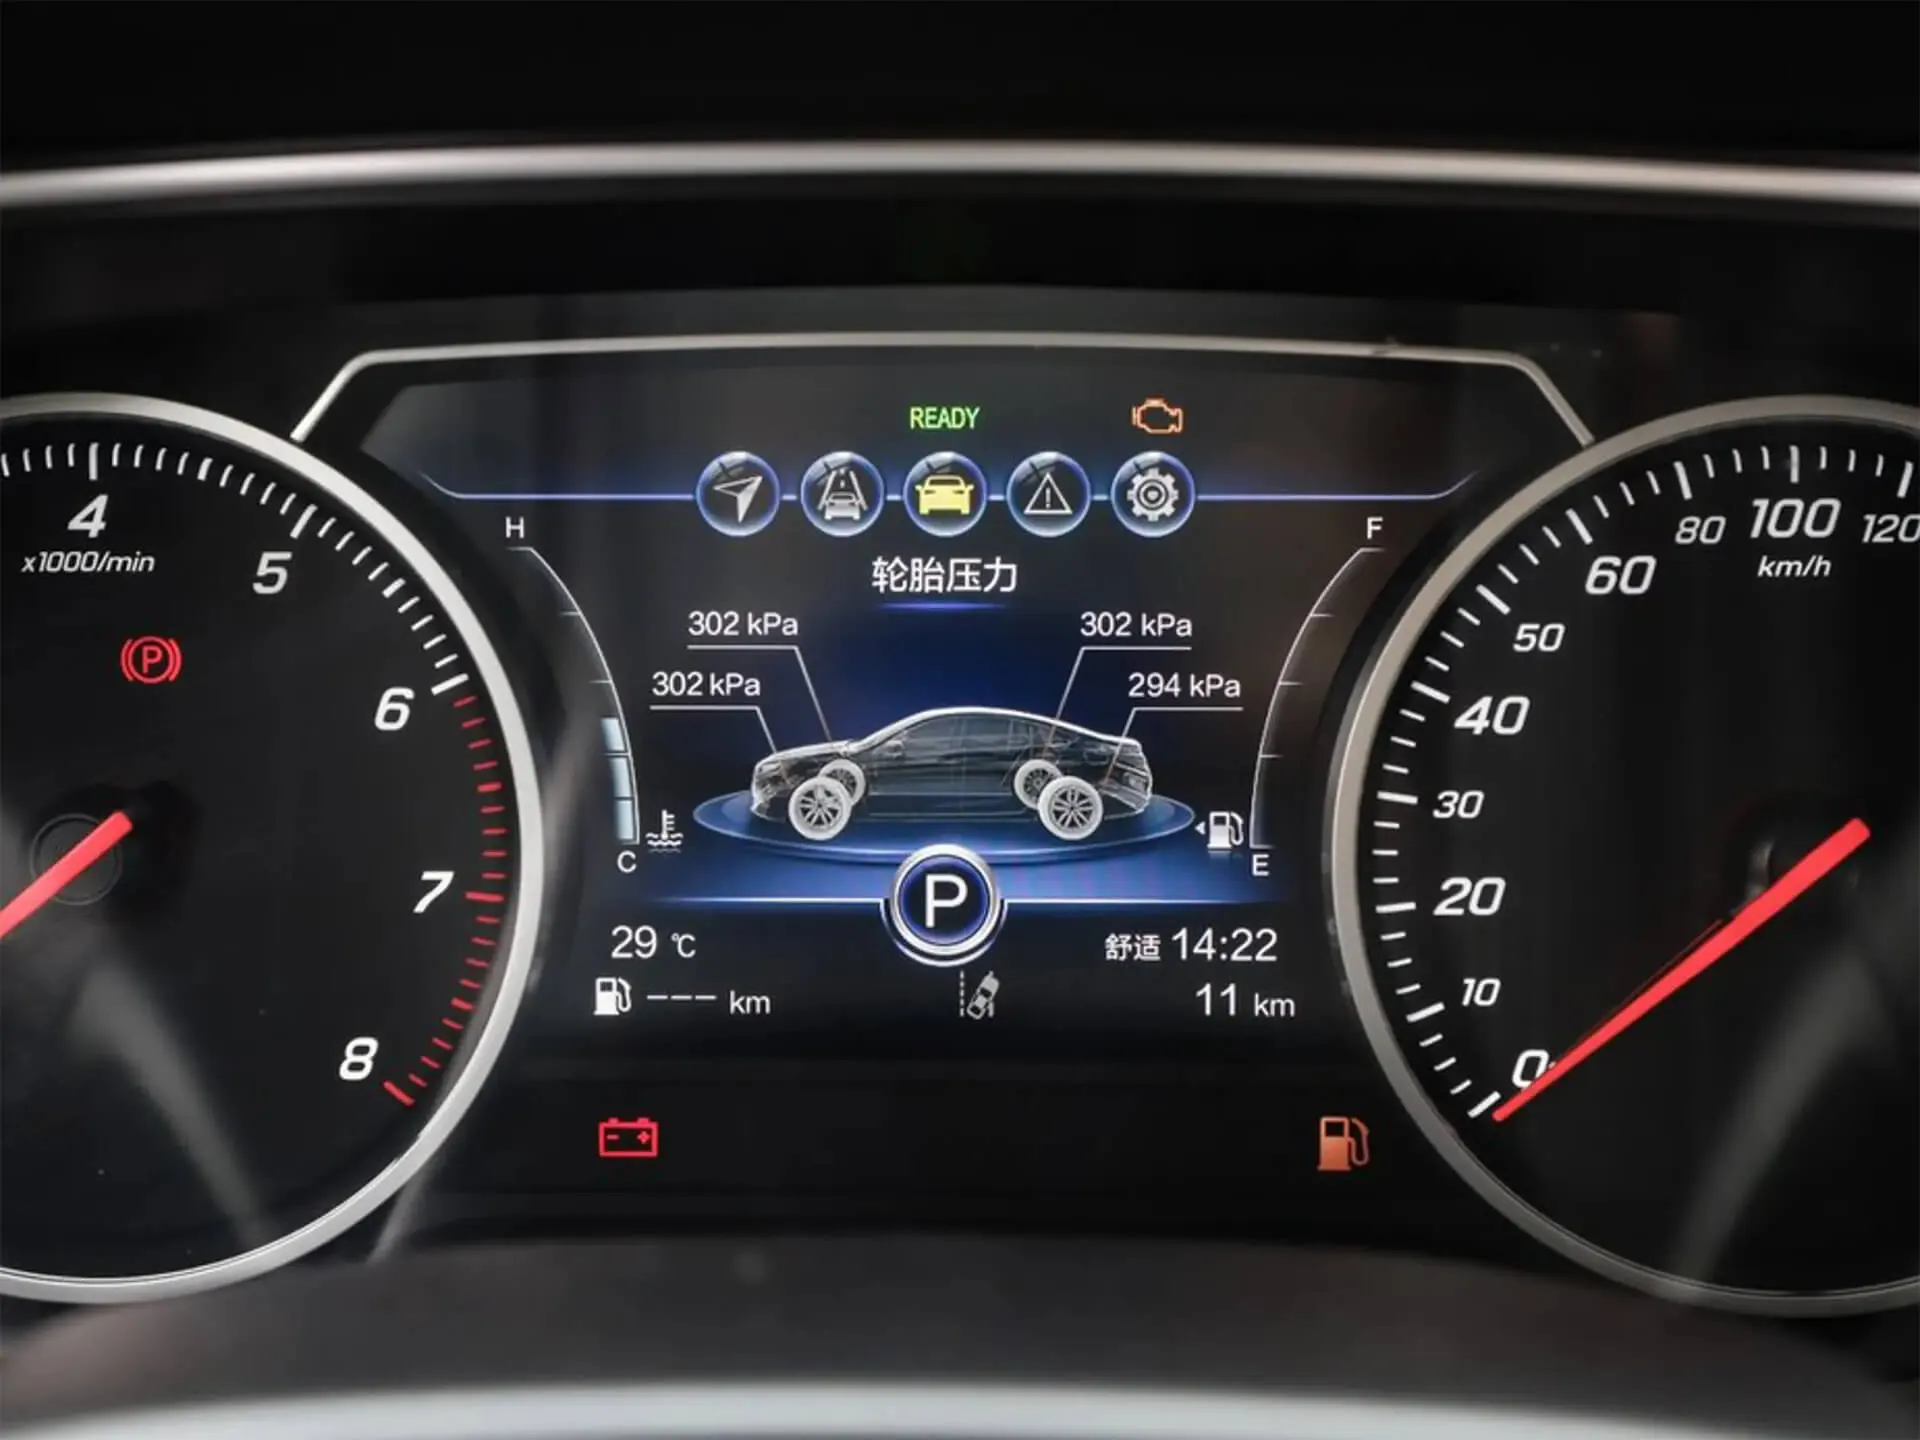 READY
H
F
轮胎压力
302 kPa
302 kPa
302 kPa
294 kPa
C
E
P
29 ℃
舒适 14:22
--- km
11 km
4
x1000/min
5
6
7
8
P
0
10
20
30
40
50
60
80
100
120
km/h